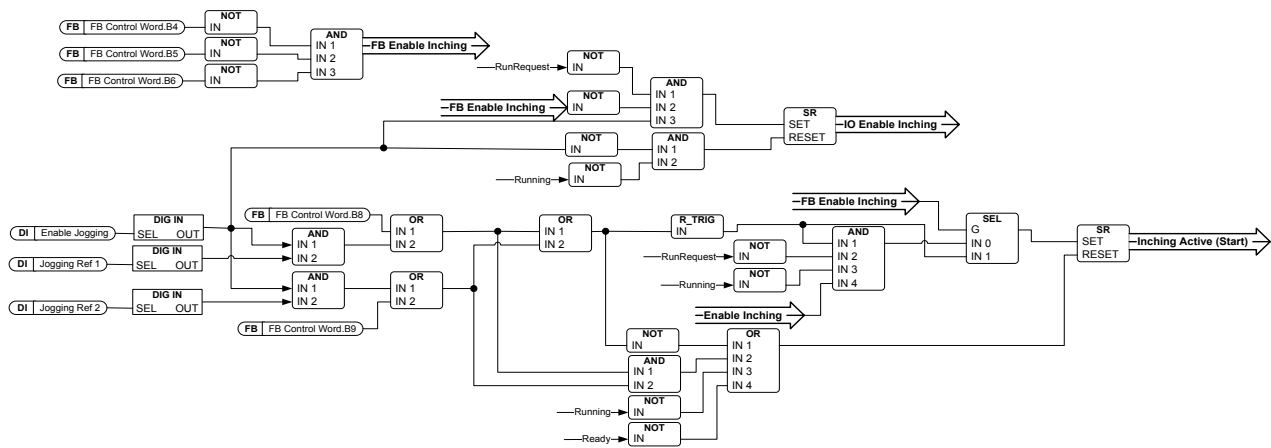 NOT
FB FB Control Word.B4 IN
AND
NOT
IN 1 FB Enable Inching
FB FB Control Word.B5 IN
IN 2
NOT
IN 3
FB FB Control Word.B6 IN
NOT
RunRequest IN
AND
IN 1
NOT
FB Enable Inching IN
IN 2
IN 3
SR
SET IO Enable Inching
RESET
NOT
IN
AND
IN 1
IN 2
NOT
Running IN
FB Enable Inching
DIG IN
DI Enable Jogging SEL OUT
FB FB Control Word.B8
OR
IN 1
IN 2
AND
IN 1
IN 2
OR
IN 1
IN 2
R_TRIG
IN
SEL
G
IN 0
IN 1
SR
SET Inching Active (Start)
RESET
DIG IN
DI Jogging Ref 1 SEL OUT
NOT
RunRequest IN
AND
IN 1
IN 2
IN 3
IN 4
NOT
Running IN
AND
IN 1
IN 2
OR
IN 1
IN 2
DIG IN
DI Jogging Ref 2 SEL OUT
FB FB Control Word.B9
Enable Inching
NOT
IN
OR
IN 1
IN 2
IN 3
IN 4
AND
IN 1
IN 2
NOT
Running IN
NOT
Ready IN